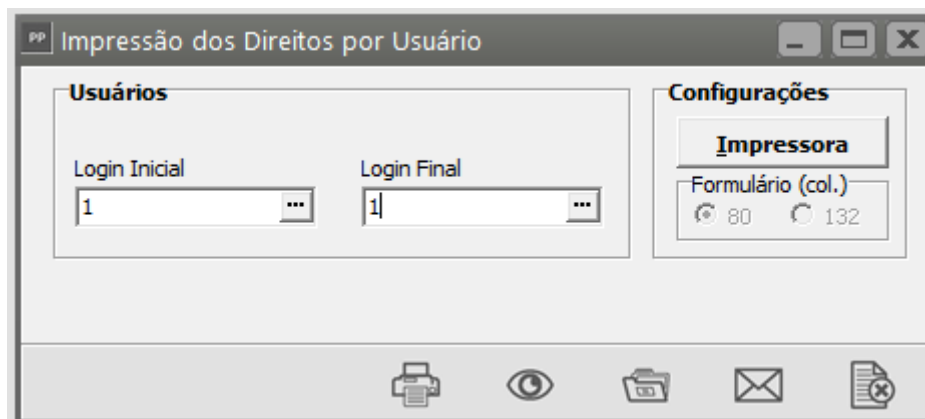 PP Impressão dos Direitos por Usuário
Usuários
Login Inicial
1
Login Final
1
Configurações
Impressora
Formulário (col.)
80 132